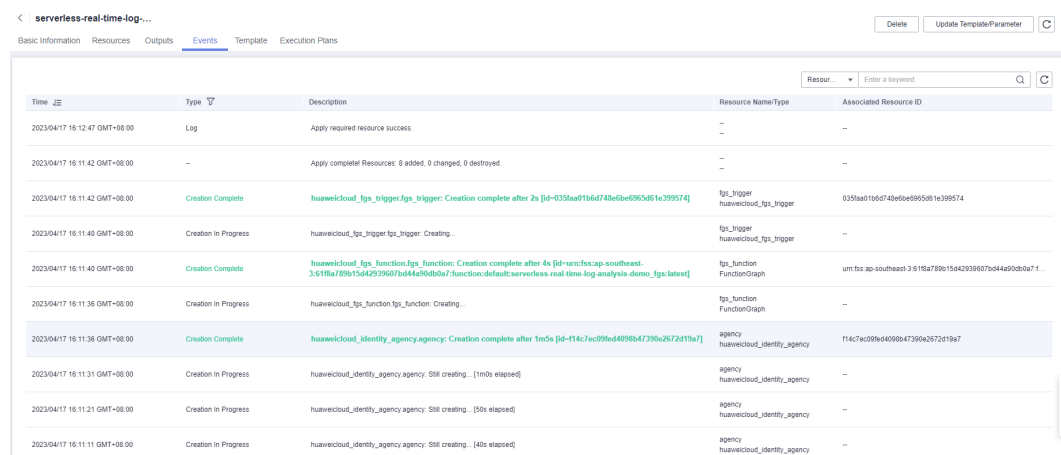 serverless-real-time-log-...
Delete
Update Template/Parameter
Basic Information Resources Outputs Events Template Execution Plans
Resour... Enter a keyword.
Time Type Description Resource Name/Type Associated Resource ID
2023/04/17 16:12:47 GMT+08:00 Log Apply required resource success. -- --
--
2023/04/17 16:11:42 GMT+08:00 -- Apply complete! Resources: 8 added, 0 changed, 0 destroyed. -- --
--
2023/04/17 16:11:42 GMT+08:00 Creation Complete huaweicloud_fgs_trigger.fgs_trigger: Creation complete after 2s [id=035faa01b6d748e6be6965d61e399574] fgs_trigger 035faa01b6d748e6be6965d61e399574
huaweicloud_fgs_trigger
2023/04/17 16:11:40 GMT+08:00 Creation In Progress huaweicloud_fgs_trigger.fgs_trigger: Creating... fgs_trigger --
huaweicloud_fgs_trigger
2023/04/17 16:11:40 GMT+08:00 Creation Complete huaweicloud_fgs_function.fgs_function: Creation complete after 4s [id=urn:fss:ap-southeast- fgs_function urn:fss:ap-southeast-3:61f8a789b15d42939607bd44a90db0a7:f...
3:61f8a789b15d42939607bd44a90db0a7:function:default:serverless-real-time-log-analysis-demo_fgs:latest] FunctionGraph
2023/04/17 16:11:36 GMT+08:00 Creation In Progress huaweicloud_fgs_function.fgs_function: Creating... fgs_function --
FunctionGraph
2023/04/17 16:11:36 GMT+08:00 Creation Complete huaweicloud_identity_agency.agency: Creation complete after 1m5s [id=f14c7ec09fed4098b47390e2672d19a7] agency f14c7ec09fed4098b47390e2672d19a7
huaweicloud_identity_agency
2023/04/17 16:11:31 GMT+08:00 Creation In Progress huaweicloud_identity_agency.agency: Still creating... [1m0s elapsed] agency --
huaweicloud_identity_agency
2023/04/17 16:11:21 GMT+08:00 Creation In Progress huaweicloud_identity_agency.agency: Still creating... [50s elapsed] agency --
huaweicloud_identity_agency
2023/04/17 16:11:11 GMT+08:00 Creation In Progress huaweicloud_identity_agency.agency: Still creating... [40s elapsed] agency --
huaweicloud_identity_agency